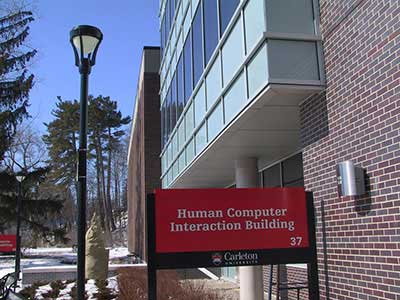 Human Computer
Interaction Building
37
Carleton
UNIVERSITY